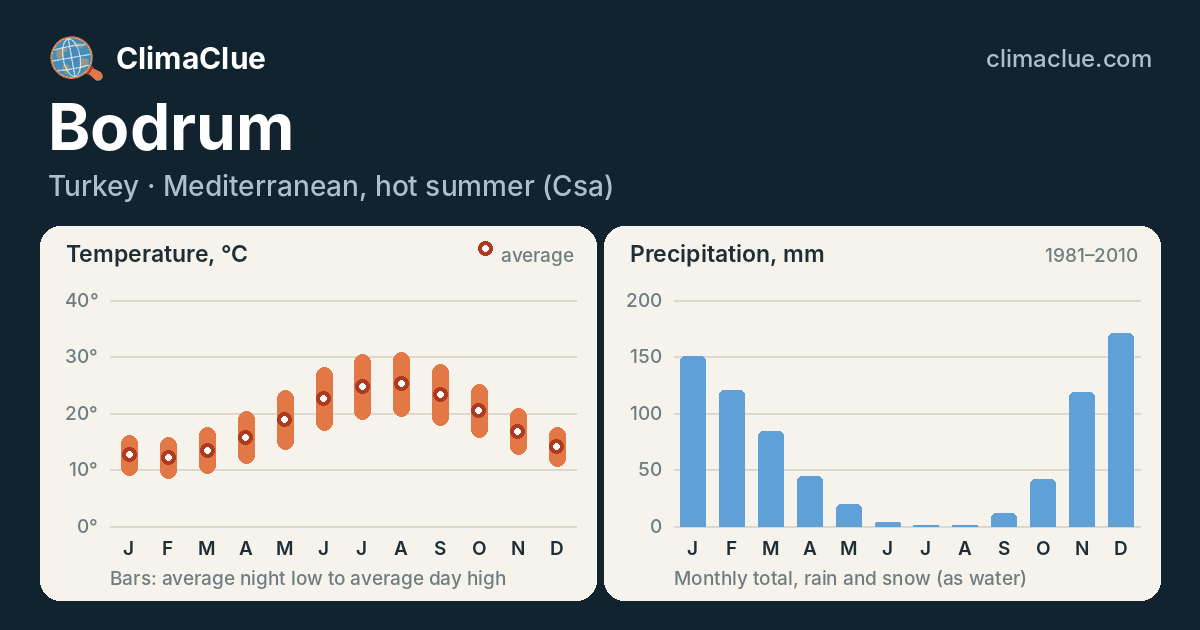 ClimaClue
climaclue.com
Bodrum
Turkey · Mediterranean, hot summer (Csa)
Temperature, °C
average
40°
30°
20°
10°
0°
J F M A M J J A S O N D
Bars: average night low to average day high
Precipitation, mm
1981–2010
200
150
100
50
0
J F M A M J J A S O N D
Monthly total, rain and snow (as water)